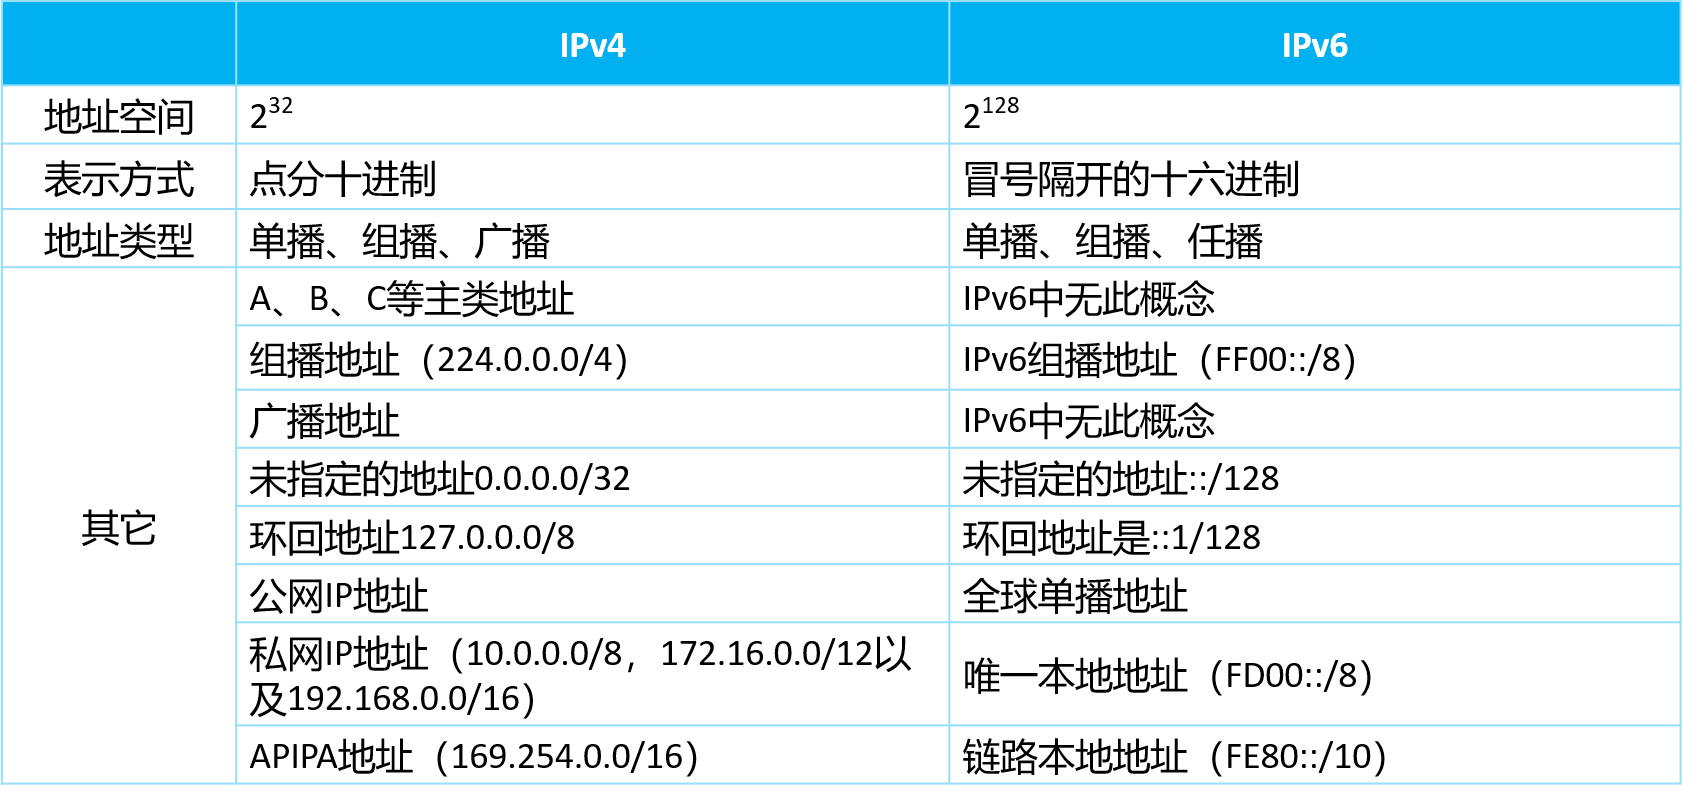 IPv4 IPv6
地址空间 2³² 2¹²⁸
表示方式 点分十进制 冒号隔开的十六进制
地址类型 单播、组播、广播 单播、组播、任播
A、B、C等主类地址 IPv6中无此概念
组播地址（224.0.0.0/4） IPv6组播地址（FF00::/8）
广播地址 IPv6中无此概念
未指定的地址0.0.0.0/32 未指定的地址::/128
其它 环回地址127.0.0.0/8 环回地址是::1/128
公网IP地址 全球单播地址
私网IP地址（10.0.0.0/8，172.16.0.0/12以
及192.168.0.0/16） 唯一本地地址（FD00::/8）
APIPA地址（169.254.0.0/16） 链路本地地址（FE80::/10）